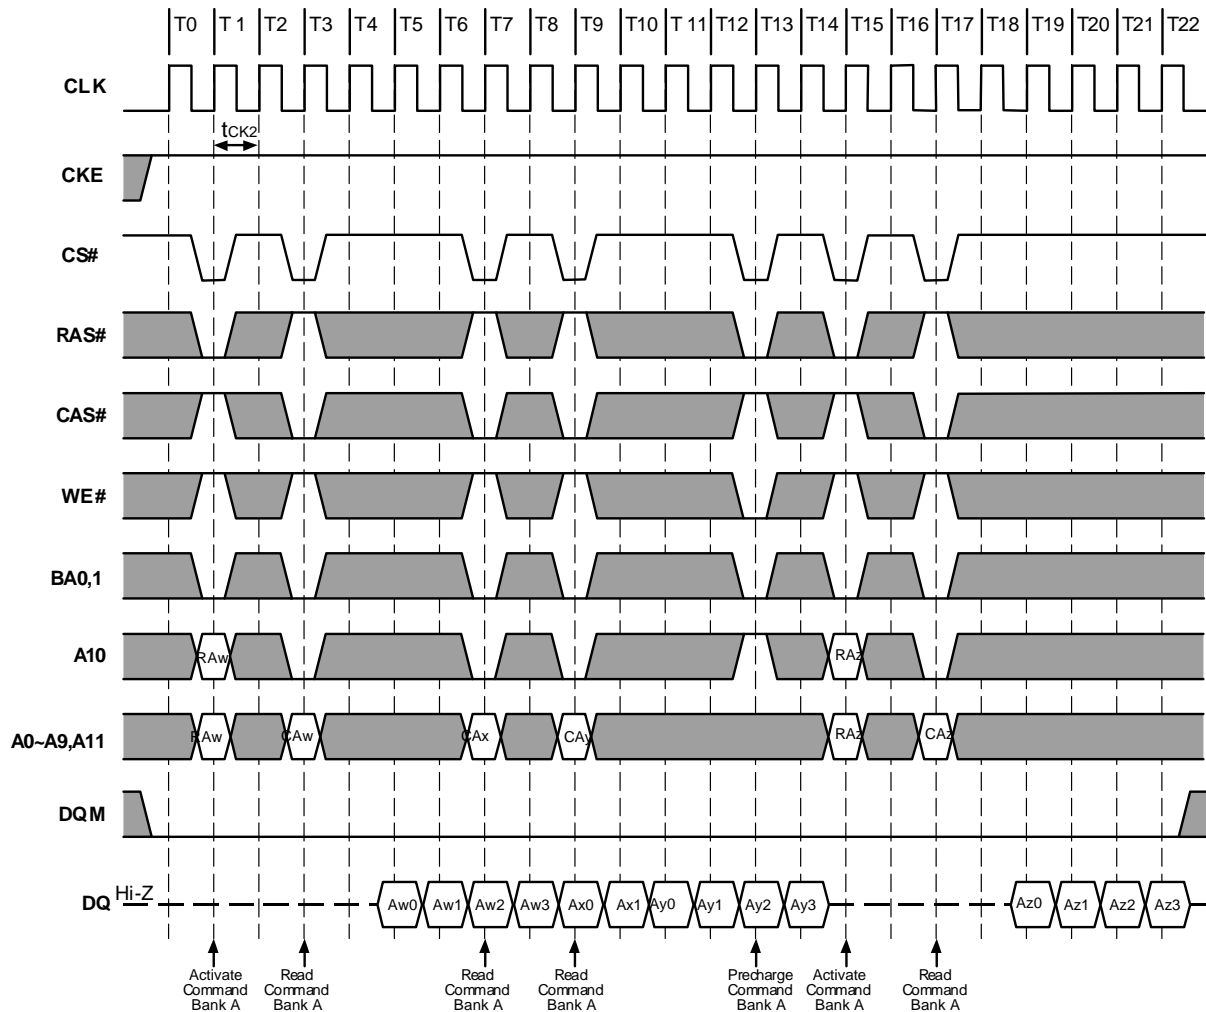 T0 T 1 T2 T3 T4 T5 T6 T7 T8 T9 T10 T 11 T12 T13 T14 T15 T16 T17 T18 T19 T20 T21 T22
CLK
tCK2
CKE
CS#
RAS#
CAS#
WE#
BA0,1
A10 RAw RAz
A0~A9,A11 RAw CAw CAx CAy RAz CAz
DQM
DQ Hi-Z Aw0 Aw1 Aw2 Aw3 Ax0 Ax1 Ay0 Ay1 Ay2 Ay3 Az0 Az1 Az2 Az3
Activate Command Bank A
Read Command Bank A
Read Command Bank A
Read Command Bank A
Precharge Command Bank A
Activate Command Bank A
Read Command Bank A